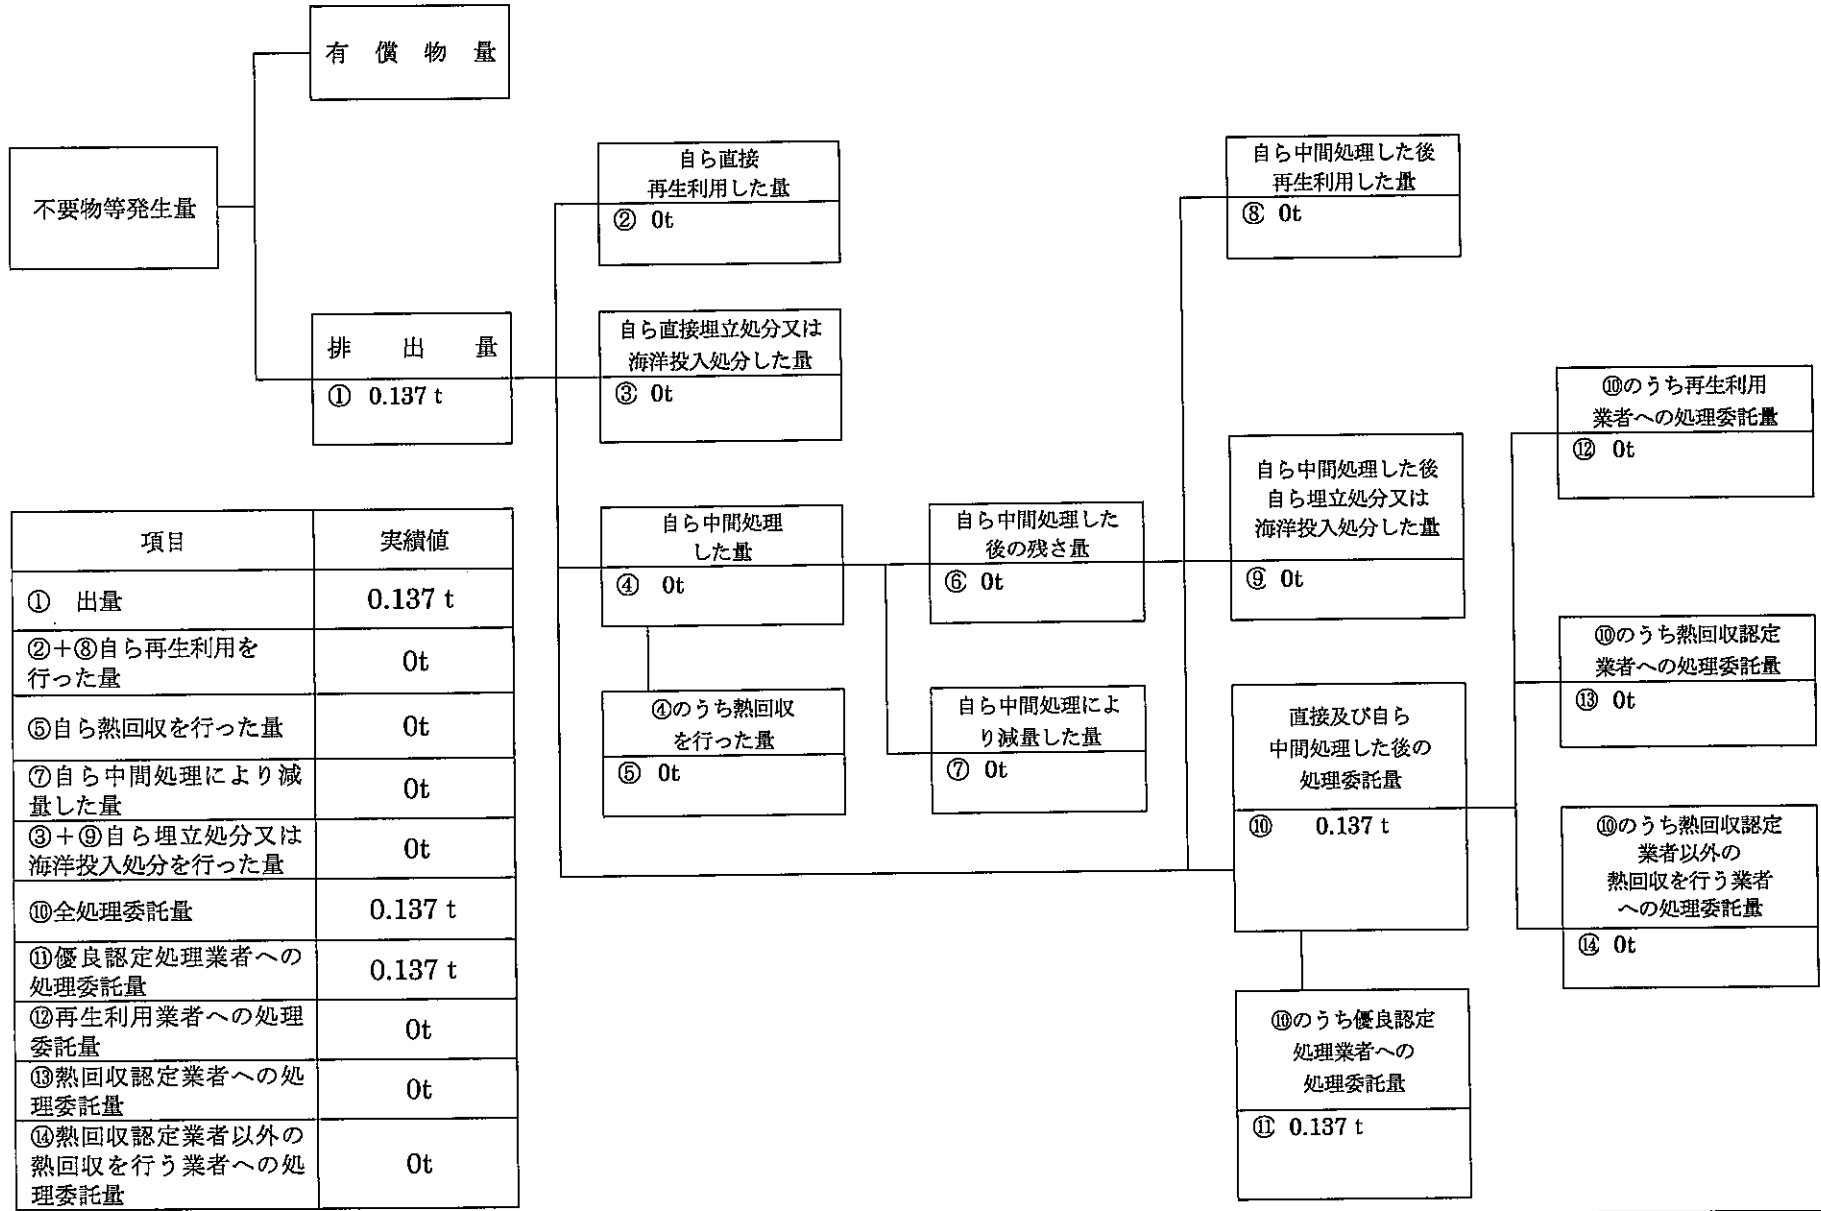 有 償 物 量
不要物等発生量
排 出 量
① 0.137 t
自ら直接
再生利用した量
② 0t
自ら直接埋立処分又は
海洋投入処分した量
③ 0t
自ら中間処理
した量
④ 0t
④のうち熱回収
を行った量
⑤ 0t
自ら中間処理した
後の残さ量
⑥ 0t
自ら中間処理によ
り減量した量
⑦ 0t
自ら中間処理した後
再生利用した量
⑧ 0t
自ら中間処理した後
自ら埋立処分又は
海洋投入処分した量
⑨ 0t
直接及び自ら
中間処理した後の
処理委託量
⑩ 0.137 t
⑩のうち優良認定
処理業者への
処理委託量
⑪ 0.137 t
⑩のうち再生利用
業者への処理委託量
⑫ 0t
⑩のうち熱回収認定
業者への処理委託量
⑬ 0t
⑩のうち熱回収認定
業者以外の
熱回収を行う業者
への処理委託量
⑭ 0t
項目 実績値
① 出量 0.137 t
②+⑧自ら再生利用を
行った量 0t
⑤自ら熱回収を行った量 0t
⑦自ら中間処理により減
量した量 0t
③+⑨自ら埋立処分又は
海洋投入処分を行った量 0t
⑩全処理委託量 0.137 t
⑪優良認定処理業者への
処理委託量 0.137 t
⑫再生利用業者への処理
委託量 0t
⑬熱回収認定業者への処
理委託量 0t
⑭熱回収認定業者以外の
熱回収を行う業者への処
理委託量 0t